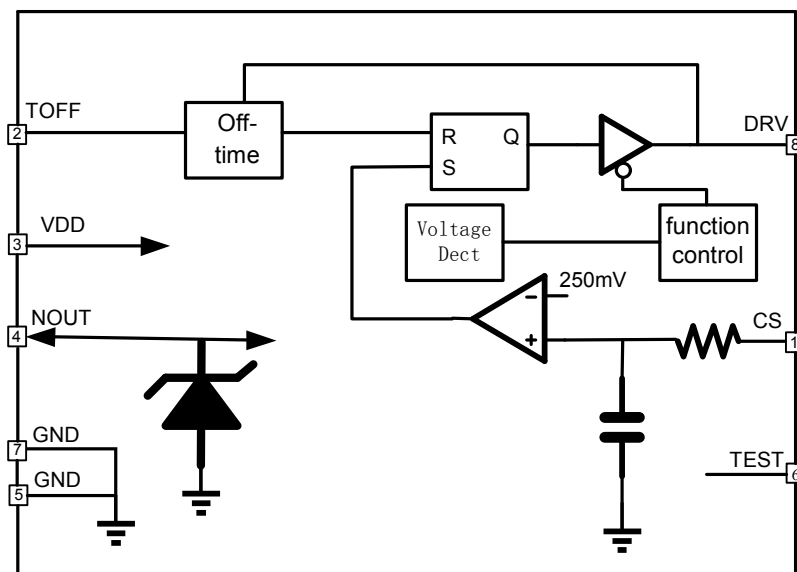 TOFF
2
Off-
time
R
Q
S
DRV
8
VDD
3
Voltage
Dect
function
control
NOUT
4
250mV
-
+
CS
1
GND
7
GND
5
TEST
6